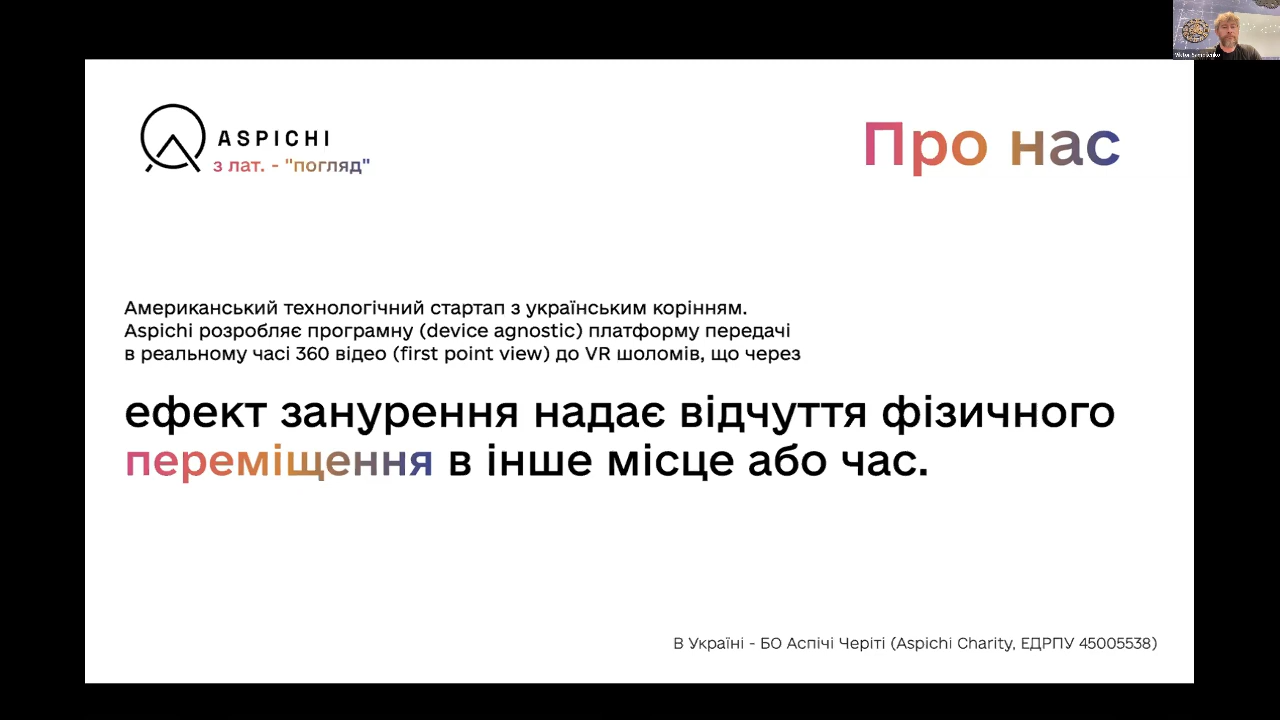 ASPICHI
з лат. - "погляд"
Про нас
Американський технологічний стартап з українським корінням.
Aspichi розробляє програмну (device agnostic) платформу передачі
в реальному часі 360 відео (first point view) до VR шоломів, що через
ефект занурення надає відчуття фізичного
переміщення в інше місце або час.
В Україні - БО Аспічі Черіті (Aspichi Charity, ЕДРПУ 45005538)